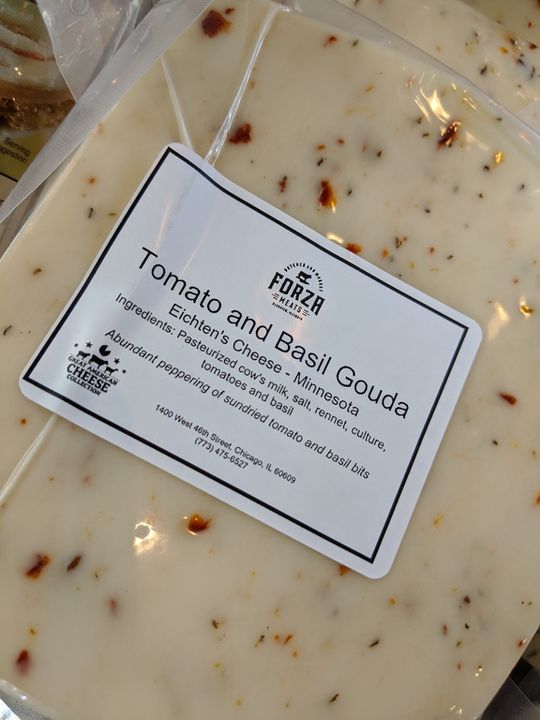 Serving
FORZA
MEATS
Tomato and Basil Gouda
Eichten's Cheese - Minnesota
Ingredients: Pasteurized cow's milk, salt, rennet, culture,
tomatoes and basil
Abundant peppering of sundried tomato and basil bits
GREAT AMERICAN
CHEESE
COLLECTION
1400 West 46th Street, Chicago, IL 60609
(773) 475-6527